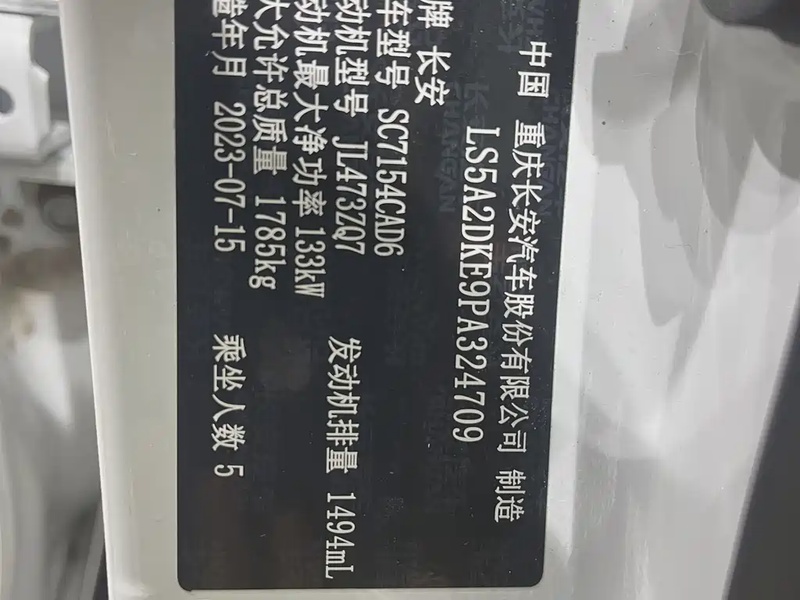 中国 重庆长安汽车股份有限公司 制造
LS5A2DKE9PA324709
牌 长安
车型号 SC7154CAD6
动机型号 JL473ZQ7 发动机排量 1494mL
动机最大净功率 133kW
大允许总质量 1785kg
造年月 2023-07-15 乘坐人数 5
长安
CHANGAN